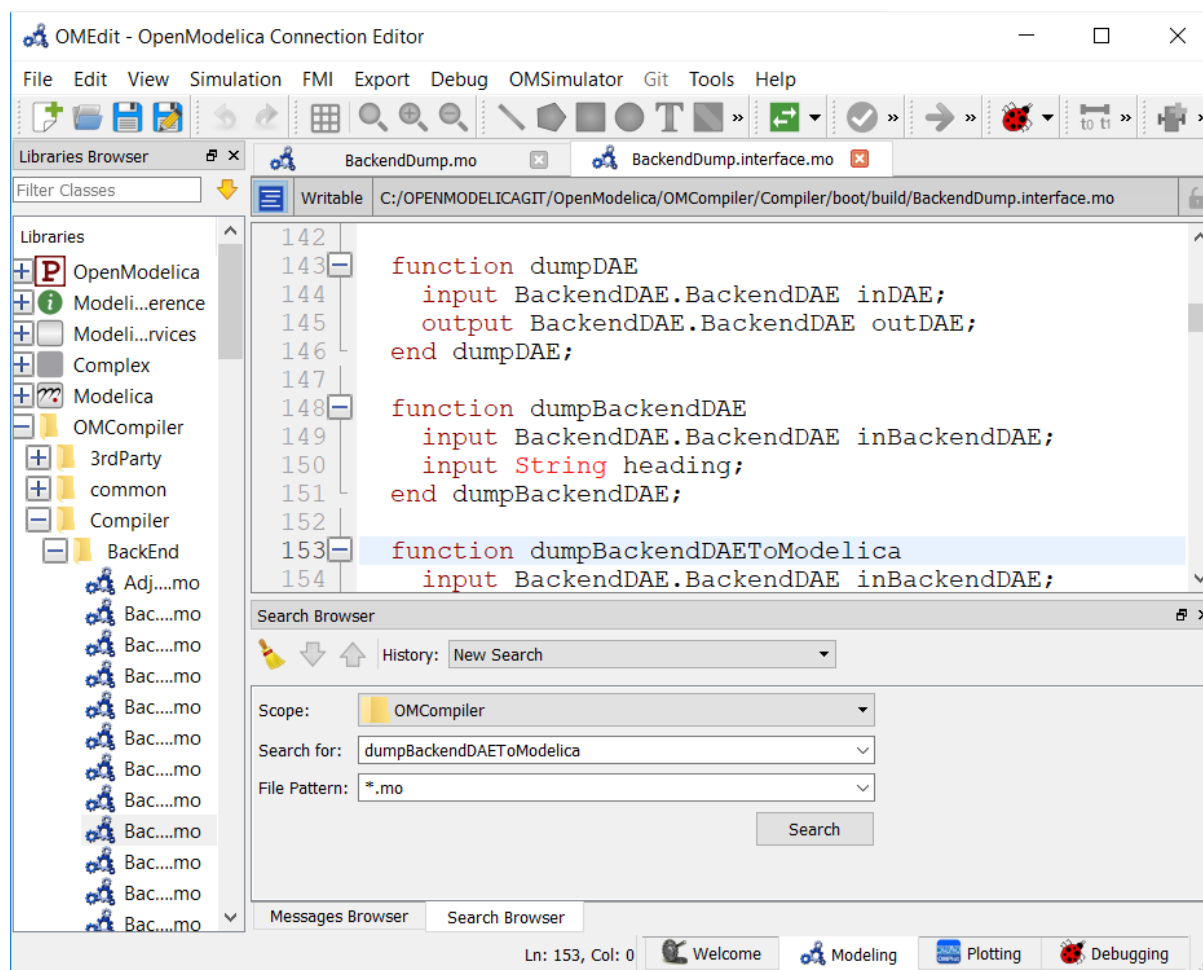 OMEdit - OpenModelica Connection Editor
File Edit View Simulation FMI Export Debug OMSimulator Git Tools Help
T » » » to t1 » »
Libraries Browser
BackendDump.mo
BackendDump.interface.mo
Filter Classes
Writable
C:/OPENMODELICAGIT/OpenModelica/OMCompiler/Compiler/boot/build/BackendDump.interface.mo
Libraries
P OpenModelica
i Modeli...erence
Modeli...rvices
Complex
Modelica
OMCompiler
3rdParty
common
Compiler
BackEnd
Adj....mo
Bac....mo
Bac....mo
Bac....mo
Bac....mo
Bac....mo
Bac....mo
Bac....mo
Bac....mo
Bac....mo
Bac....mo
Bac....mo
142
143 function dumpDAE
144 input BackendDAE.BackendDAE inDAE;
145 output BackendDAE.BackendDAE outDAE;
146 end dumpDAE;
147
148 function dumpBackendDAE
149 input BackendDAE.BackendDAE inBackendDAE;
150 input String heading;
151 end dumpBackendDAE;
152
153 function dumpBackendDAEToModelica
154 input BackendDAE.BackendDAE inBackendDAE;
Search Browser
History: New Search
Scope: OMCompiler
Search for: dumpBackendDAEToModelica
File Pattern: *.mo
Search
Messages Browser Search Browser
Ln: 153, Col: 0 Welcome Modeling Plotting Debugging